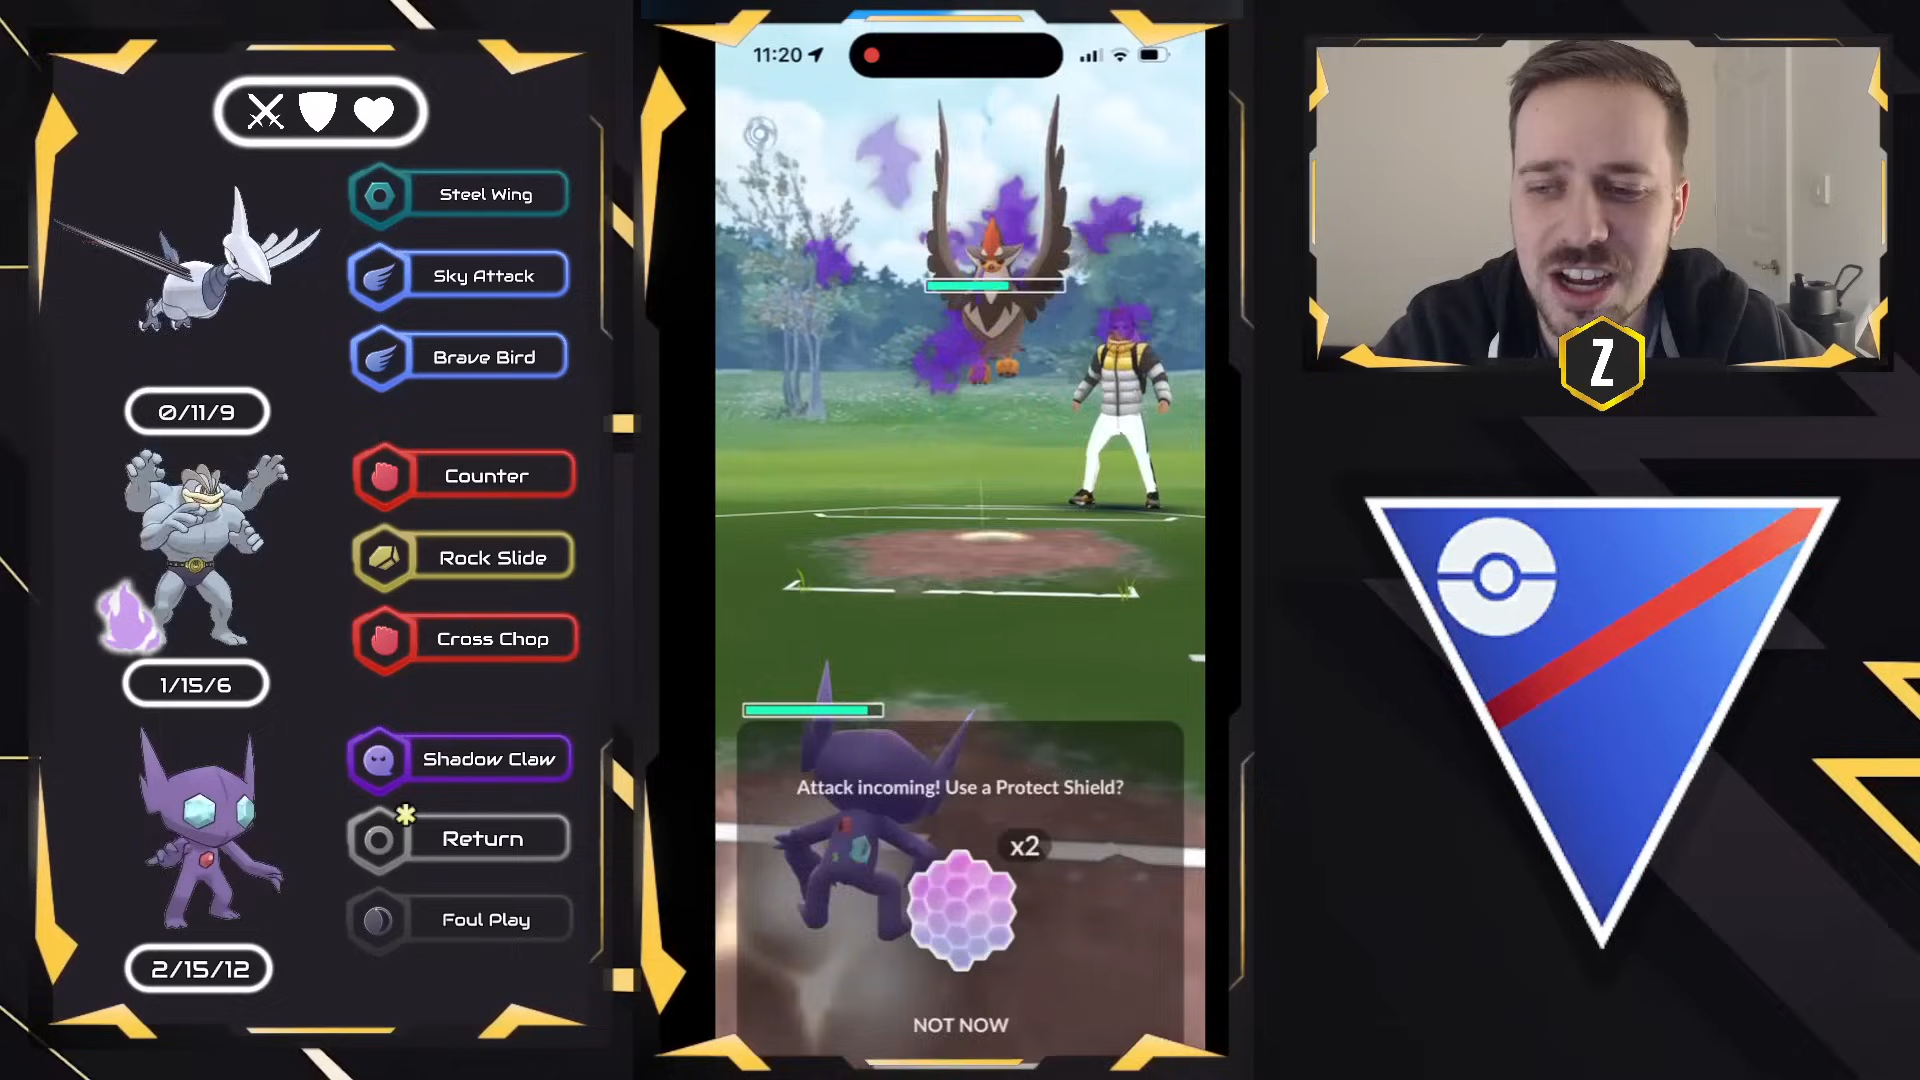 Steel Wing
Sky Attack
Brave Bird
0/11/9
Counter
Rock Slide
Cross Chop
1/15/6
Shadow Claw
Return
Foul Play
2/15/12
11:20
Attack incoming! Use a Protect Shield?
x2
NOT NOW
Z